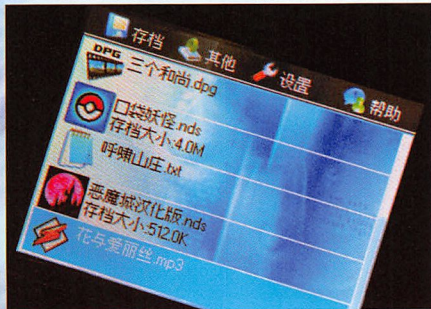 存档 其他 设置 帮助
DPG 三个和尚.dpg
口袋妖怪.nds
存档大小:4.0M
呼啸山庄.txt
恶魔城汉化版.nds
存档大小:512.0K
花与爱丽丝.mp3